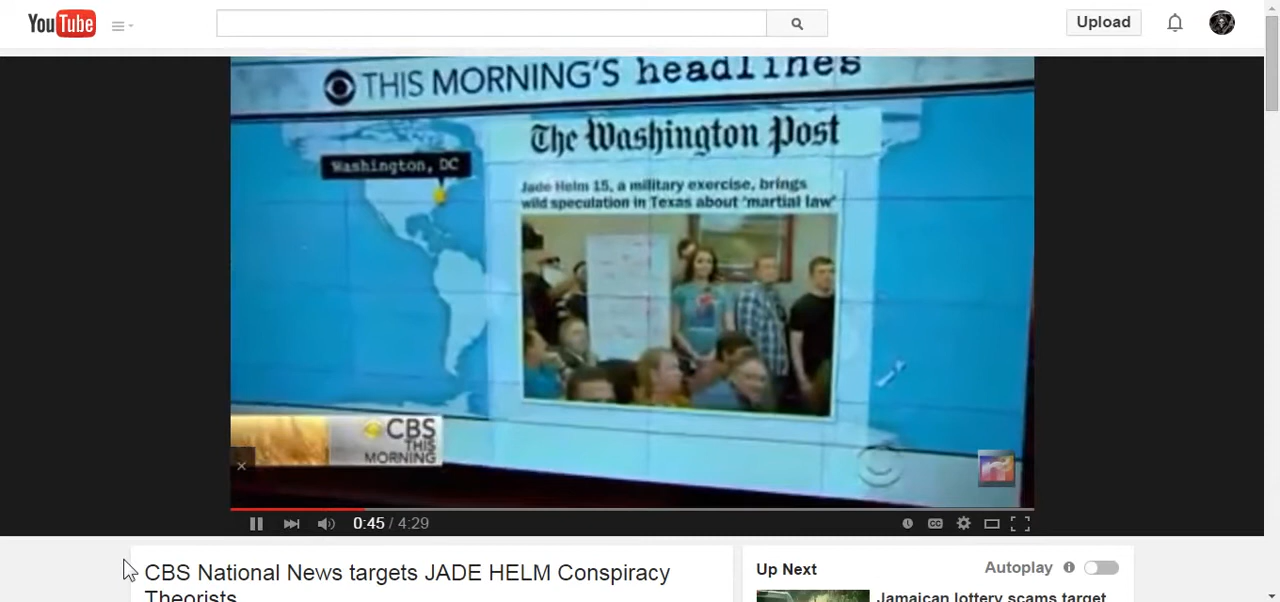 YouTube
Upload
THIS MORNING'S headlines
The Washington Post
Washington, DC
Jade Helm 15, a military exercise, brings
wild speculation in Texas about 'martial law'
CBS
THIS
MORNING
0:45 / 4:29
CC
CBS National News targets JADE HELM Conspiracy
Theorists
Up Next
Autoplay
Jamaican lottery scams target